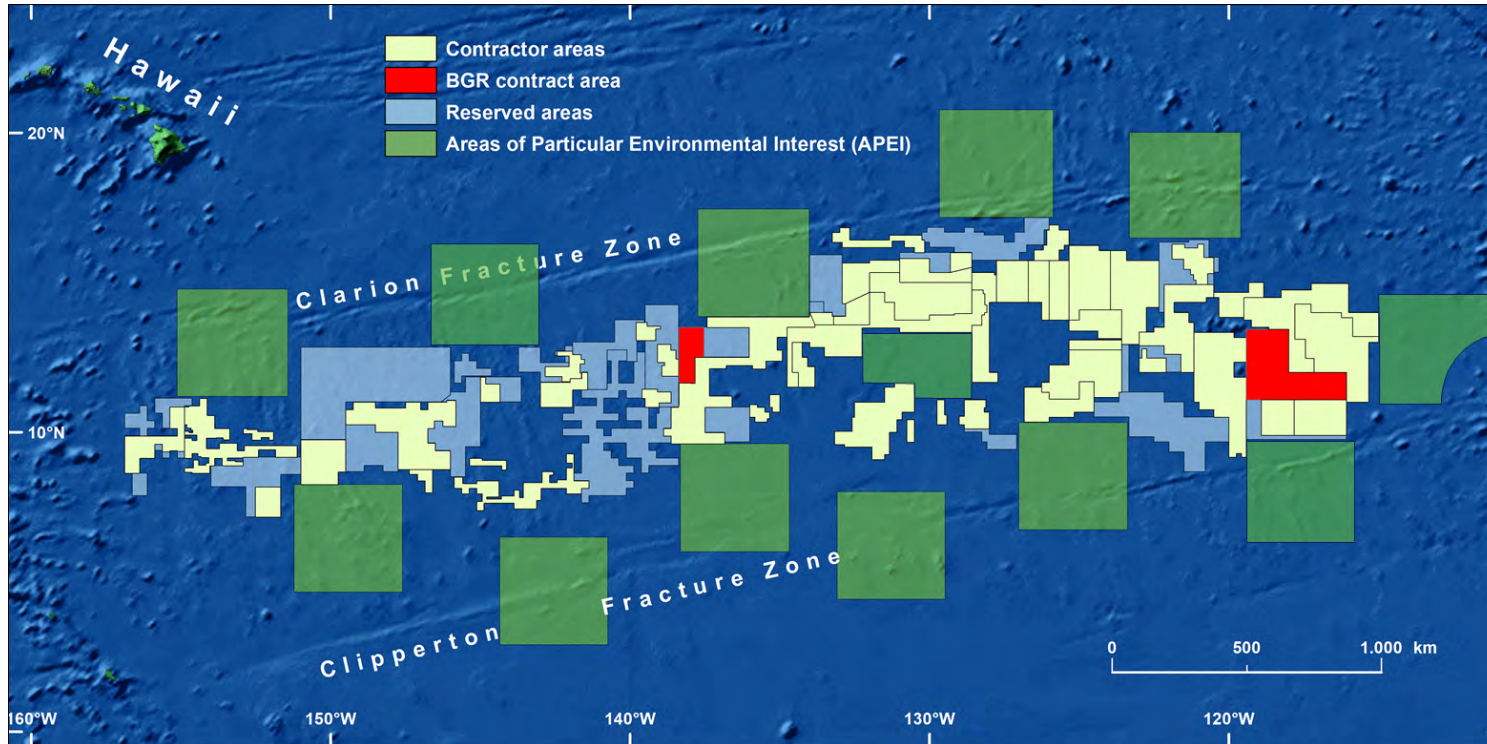 Hawaii
Contractor areas
BGR contract area
Reserved areas
Areas of Particular Environmental Interest (APEI)
20°N
Clarion Fracture Zone
10°N
Clipperton Fracture Zone
0 500 1.000 km
160°W 150°W 140°W 130°W 120°W